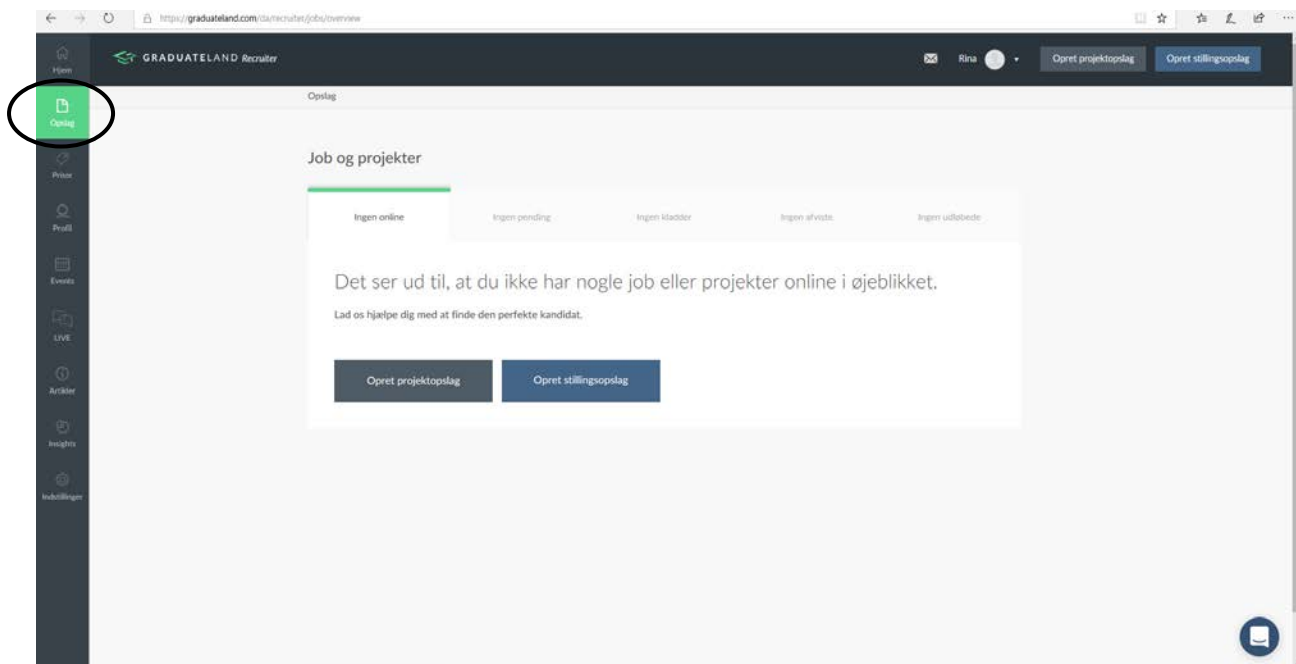 https://graduateland.com/da/recruiter/jobs/overview
Hjem
GRADUATELAND Recruiter
Rina
Opret projektopslag
Opret stillingsopslag
Opslag
Opslag
Priser
Profil
Events
LIVE
Artikler
Insights
Indstillinger
Job og projekter
Ingen online
Ingen pending
Ingen kladder
Ingen afviste
Ingen udløbede
Det ser ud til, at du ikke har nogle job eller projekter online i øjeblikket.
Lad os hjælpe dig med at finde den perfekte kandidat.
Opret projektopslag
Opret stillingsopslag